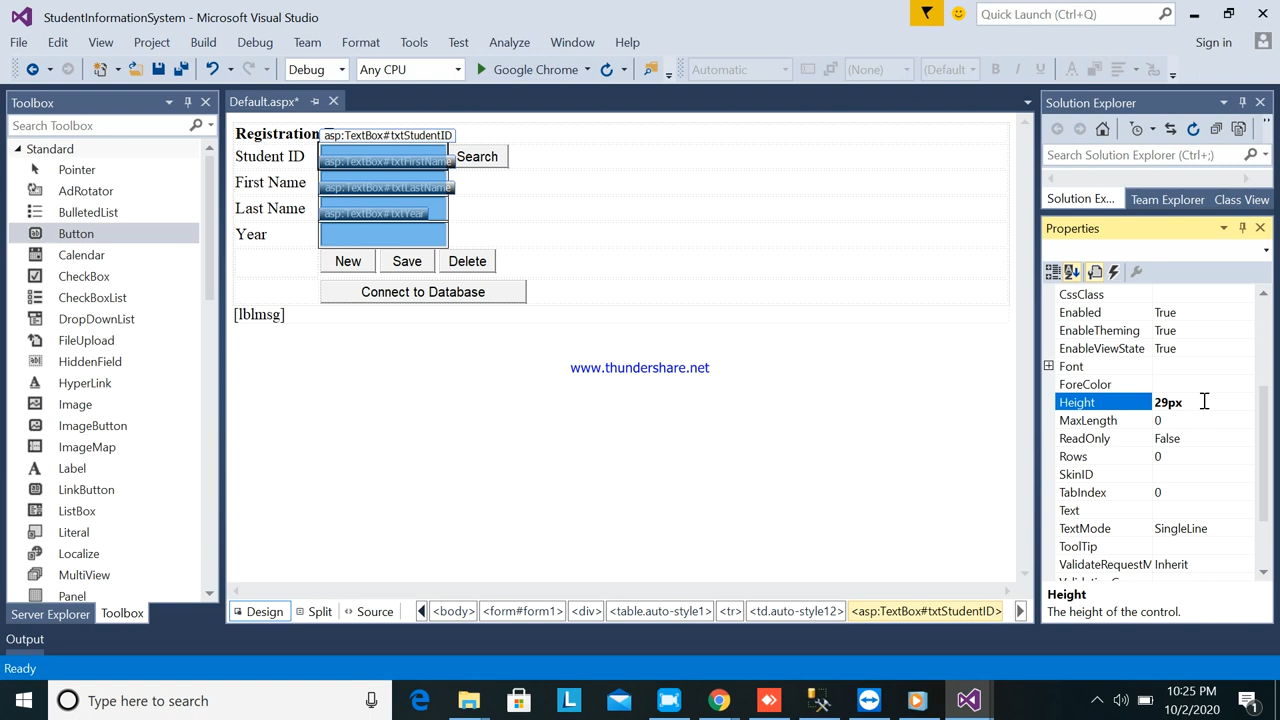 StudentInformationSystem - Microsoft Visual Studio
Quick Launch (Ctrl+Q)
File Edit View Project Build Debug Team Format Tools Test Analyze Window Help
Sign in
Debug Any CPU Google Chrome Automatic (None) (Default B I U A
Toolbox
Search Toolbox
Standard
Pointer
AdRotator
BulletedList
Button
Calendar
CheckBox
CheckBoxList
DropDownList
FileUpload
HiddenField
HyperLink
Image
ImageButton
ImageMap
Label
LinkButton
ListBox
Literal
Localize
MultiView
Panel
Server Explorer Toolbox
Default.aspx*
Registration
asp:TextBox#txtStudentID
Student ID
asp:TextBox#txtFirstName
Search
First Name
asp:TextBox#txtLastName
Last Name
asp:TextBox#txtYear
Year
New Save Delete
Connect to Database
[lblmsg]
www.thundershare.net
Design Split Source <body> <form#form1> <div> <table.auto-style1> <tr> <td.auto-style12> <asp:TextBox#txtStudentID>
Solution Explorer
Search Solution Explorer (Ctrl+;)
Solution Ex... Team Explorer Class View
Properties
CssClass
Enabled True
EnableTheming True
EnableViewState True
Font
ForeColor
Height 29px
MaxLength 0
ReadOnly False
Rows 0
SkinID
TabIndex 0
Text
TextMode SingleLine
ToolTip
ValidateRequestM Inherit
Height
The height of the control.
Output
Ready
Type here to search
10:25 PM
10/2/2020
1